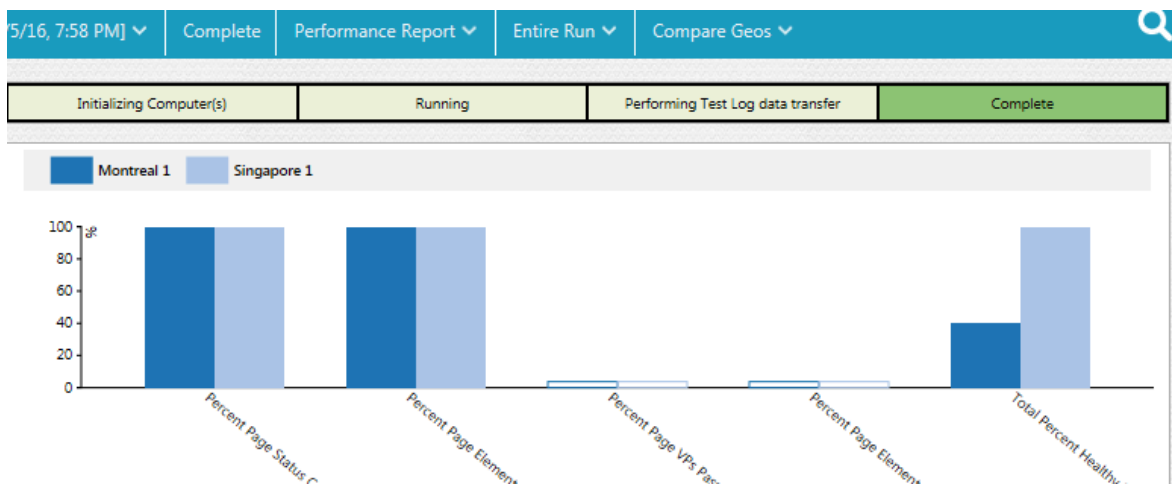 /5/16, 7:58 PM] Complete Performance Report Entire Run Compare Geos
Initializing Computer(s) Running Performing Test Log data transfer Complete
Montreal 1 Singapore 1
100 %
80
60
40
20
0
Percent Page Status
Percent Page
Percent Page VPs
Percent Page Element
Total Percent Healthy